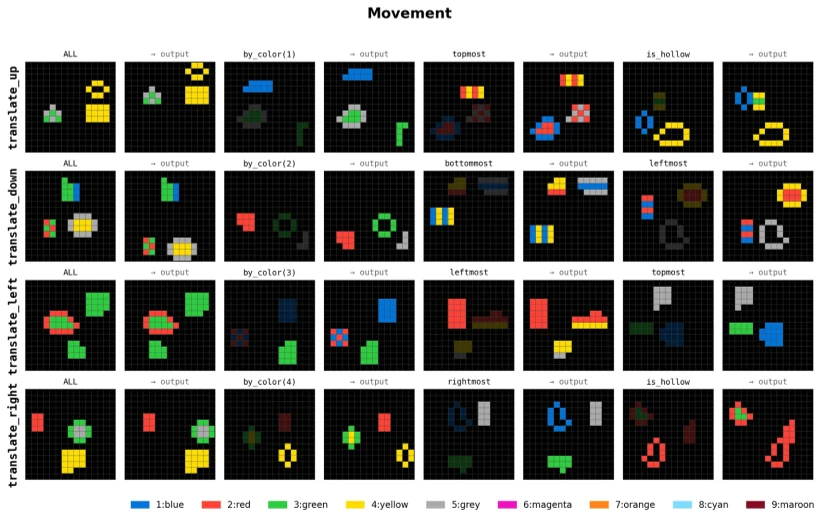 Movement
ALL → output by_color(1) → output topmost → output is_hollow → output
translate_up
ALL → output by_color(2) → output bottommost → output leftmost → output
translate_down
ALL → output by_color(3) → output leftmost → output topmost → output
translate_left
ALL → output by_color(4) → output rightmost → output is_hollow → output
translate_right
1:blue 2:red 3:green 4:yellow 5:grey 6:magenta 7:orange 8:cyan 9:maroon